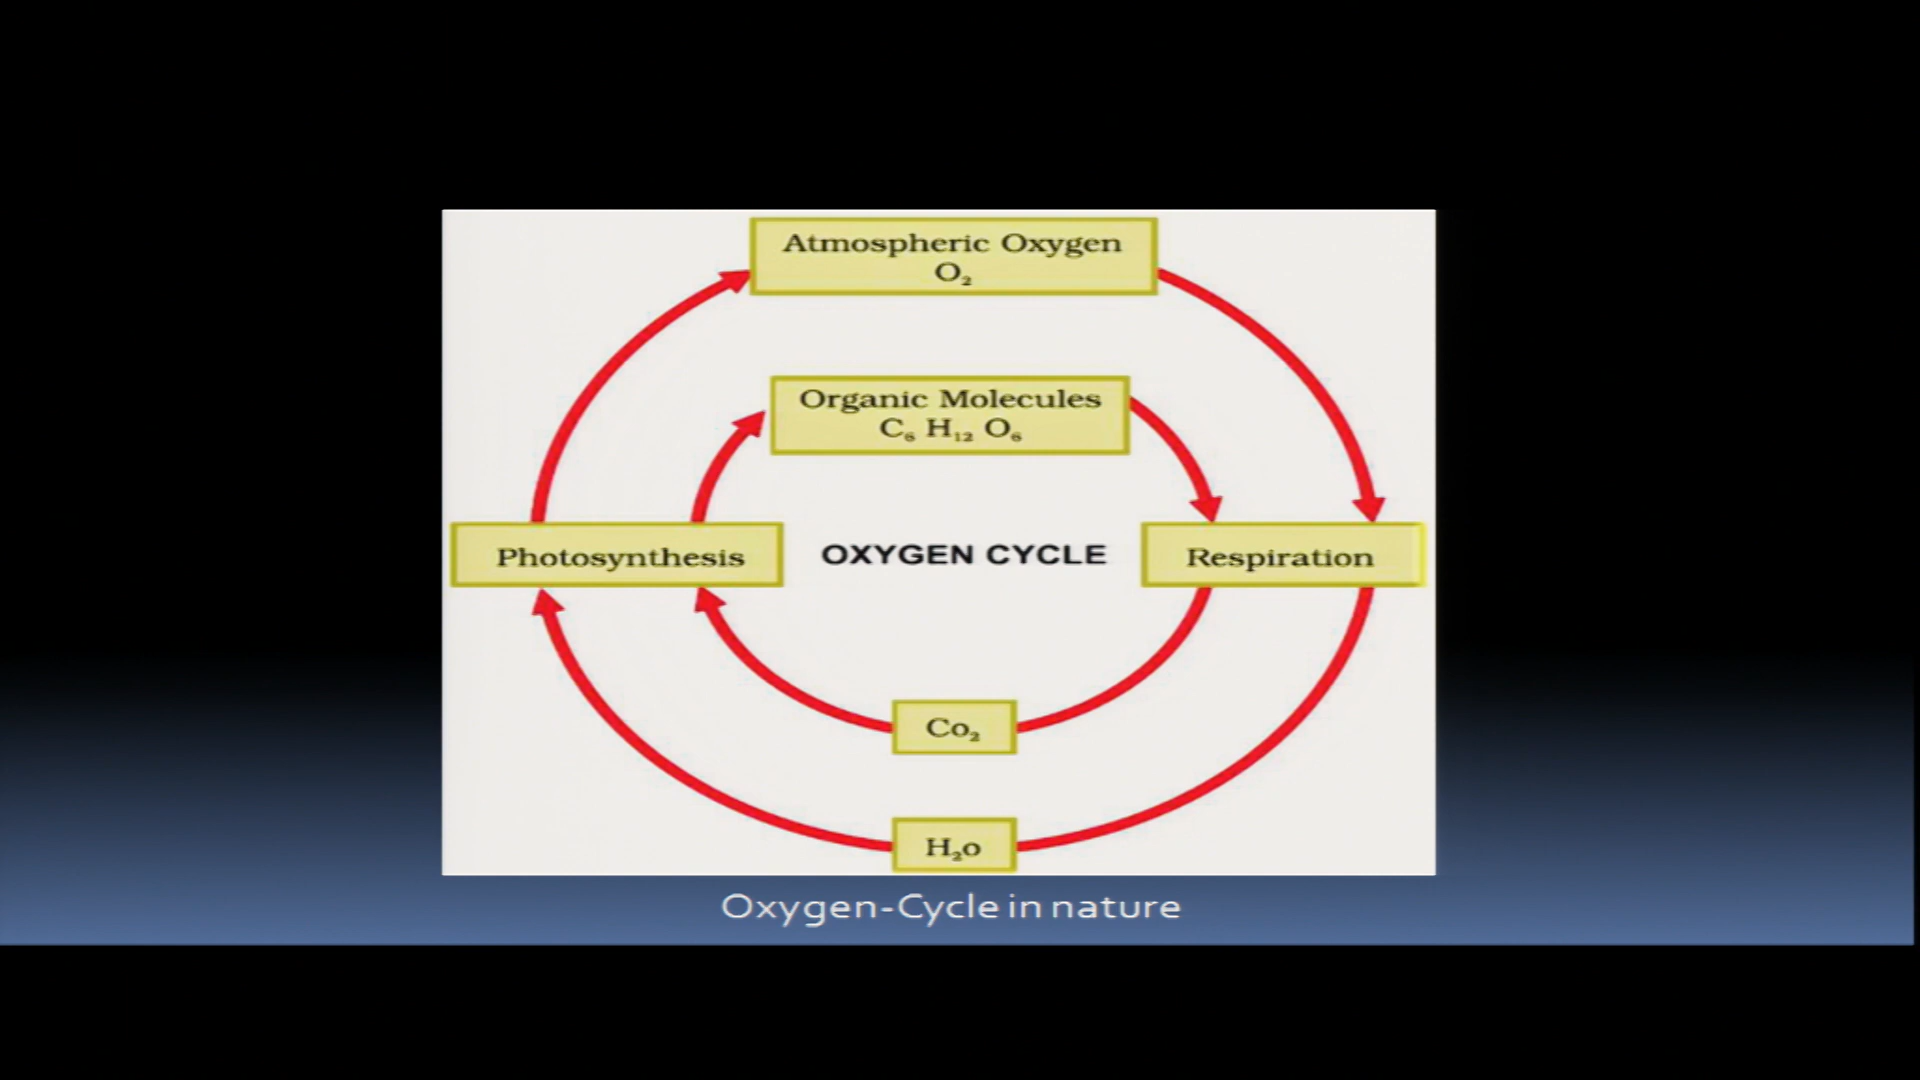 Atmospheric Oxygen
O₂
Organic Molecules
C₆ H₁₂ O₆
Photosynthesis
OXYGEN CYCLE
Respiration
Co₂
H₂o
Oxygen-Cycle in nature